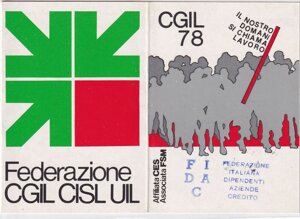 Federazione
CGIL CISL UIL
CGIL
78
IL NOSTRO
DOMANI
SI CHIAMA
LAVORO
Affiliata CES
Associata FSM
F I
D A
C
FEDERAZIONE
ITALIANA
DIPENDENTI
AZIENDE
CREDITO